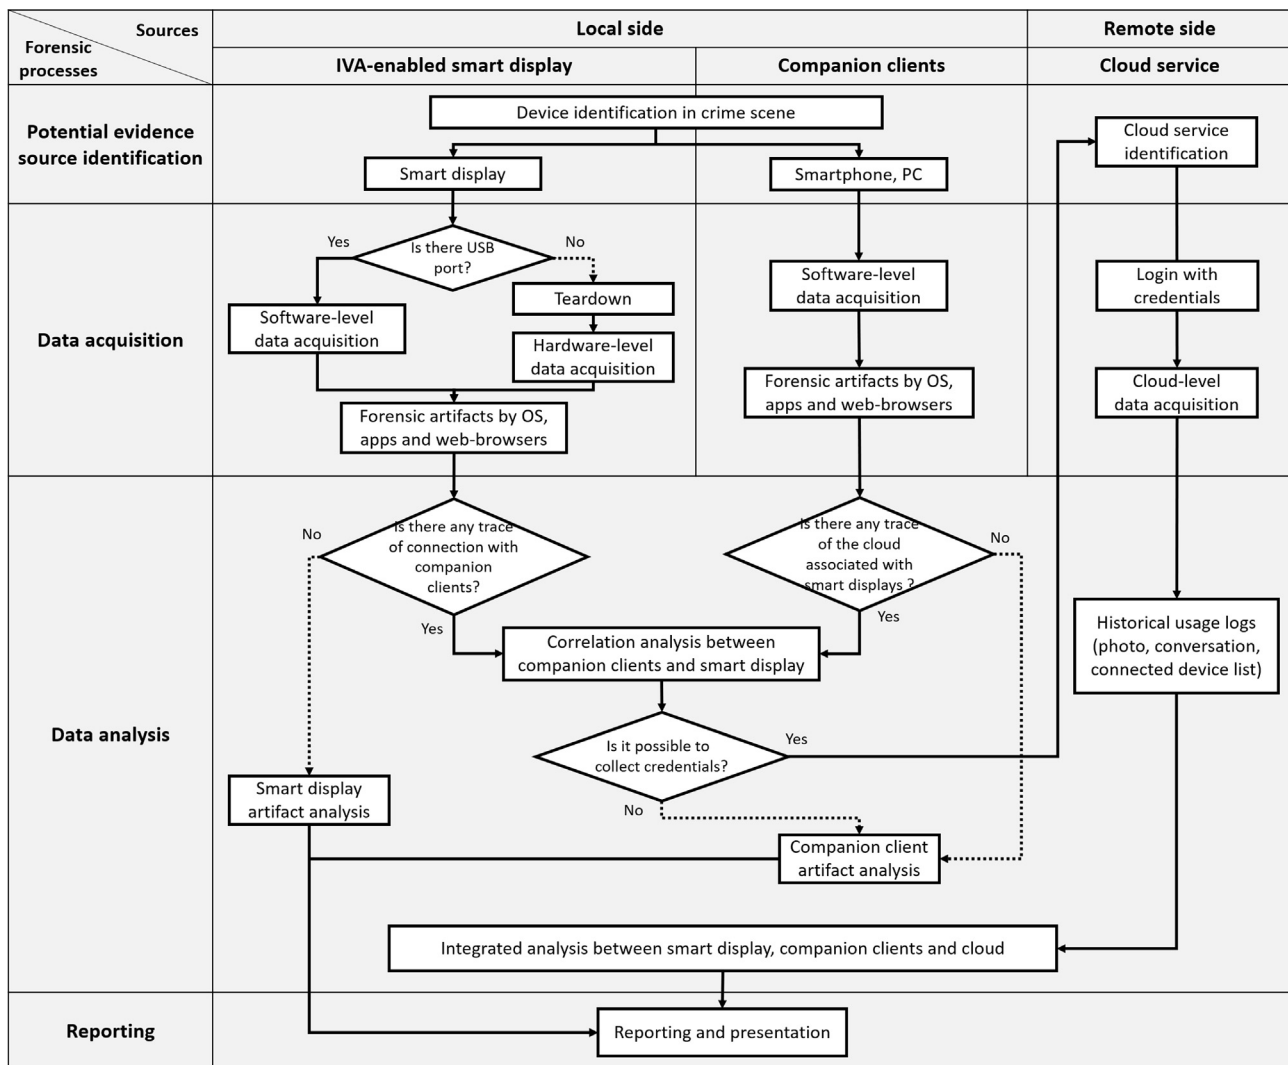 Sources
Forensic
processes
Local side
Remote side
IVA-enabled smart display
Companion clients
Cloud service
Potential evidence
source identification
Device identification in crime scene
Smart display
Smartphone, PC
Cloud service
identification
Data acquisition
Yes
Is there USB
port?
No
Software-level
data acquisition
Teardown
Hardware-level
data acquisition
Forensic artifacts by OS,
apps and web-browsers
Software-level
data acquisition
Forensic artifacts by OS,
apps and web-browsers
Login with
credentials
Cloud-level
data acquisition
Data analysis
No
Is there any trace
of connection with
companion
clients?
Yes
Is there any trace
of the cloud
associated with
smart displays ?
No
Yes
Correlation analysis between
companion clients and smart display
Historical usage logs
(photo, conversation,
connected device list)
Is it possible to
collect credentials?
Yes
No
Smart display
artifact analysis
Companion client
artifact analysis
Integrated analysis between smart display, companion clients and cloud
Reporting
Reporting and presentation